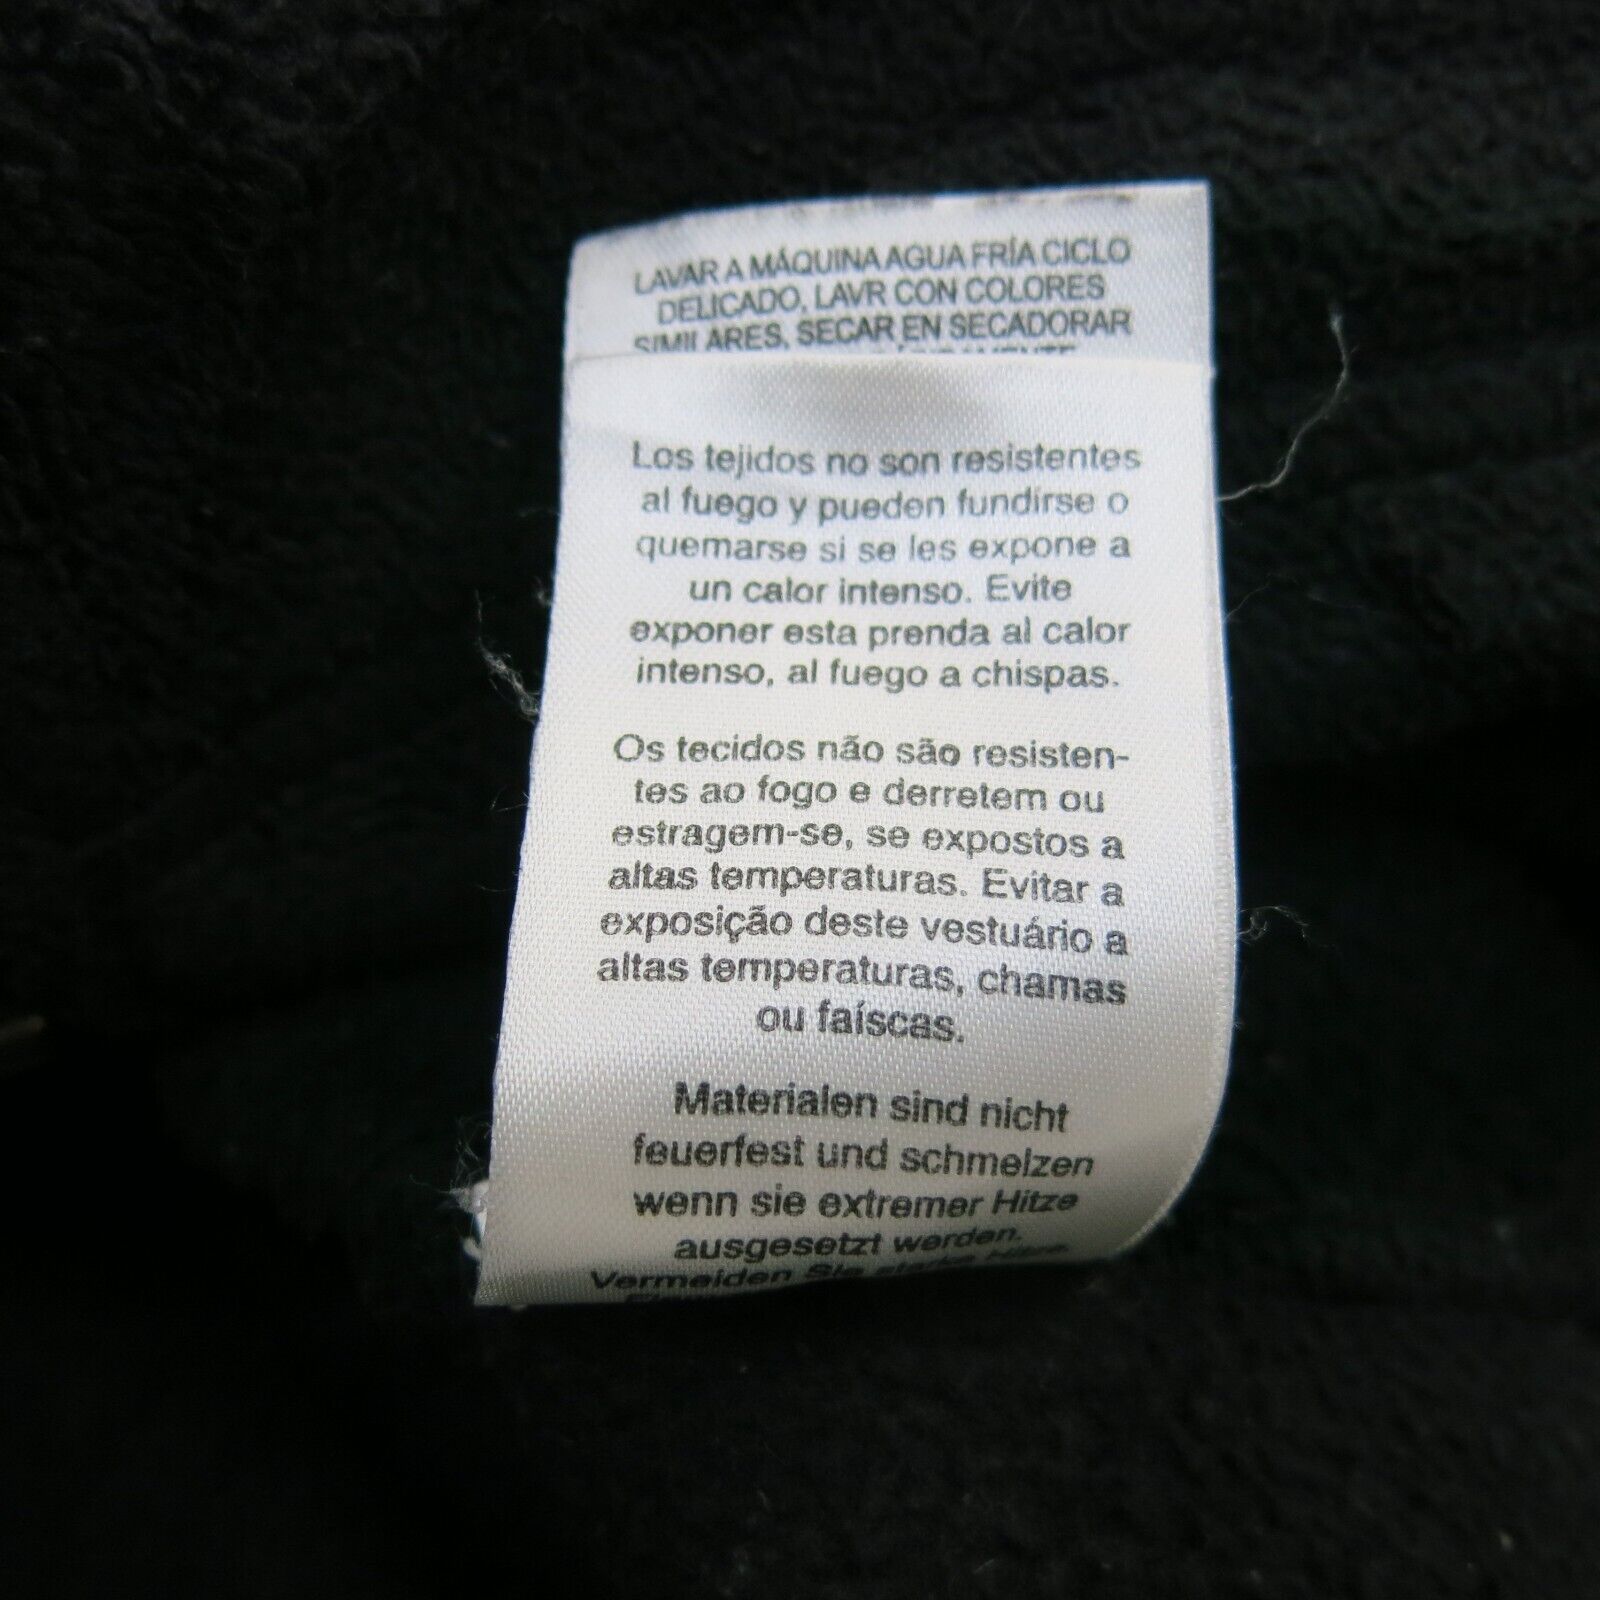 LAVAR A MÁQUINA AGUA FRÍA CICLO
DELICADO, LAVR CON COLORES
SIMILARES, SECAR EN SECADORAR
Los tejidos no son resistentes
al fuego y pueden fundirse o
quemarse si se les expone a
un calor intenso. Evite
exponer esta prenda al calor
intenso, al fuego a chispas.
Os tecidos não são resisten-
tes ao fogo e derretem ou
estragem-se, se expostos a
altas temperaturas. Evitar a
exposição deste vestuário a
altas temperaturas, chamas
ou faíscas.
Materialen sind nicht
feuerfest und schmelzen
wenn sie extremer Hitze
ausgesetzt werden.
Vermeiden Sie starke Hitze